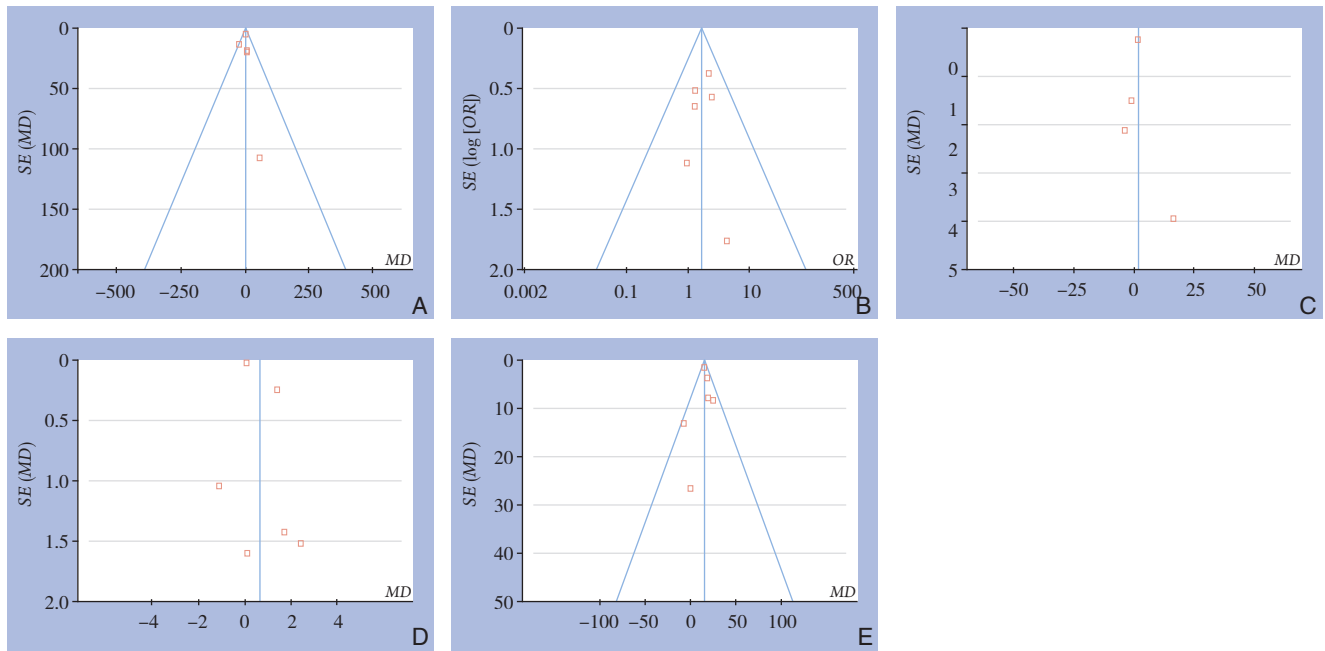 0
50
100
150
200
SE (MD)
MD
−500 −250 0 250 500
A
0
0.5
1.0
1.5
2.0
SE (log [OR])
OR
0.002 0.1 1 10 500
B
0
1
2
3
4
5
SE (MD)
MD
−50 −25 0 25 50
C
0
0.5
1.0
1.5
2.0
SE (MD)
MD
−4 −2 0 2 4
D
0
10
20
30
40
50
SE (MD)
MD
−100 −50 0 50 100
E